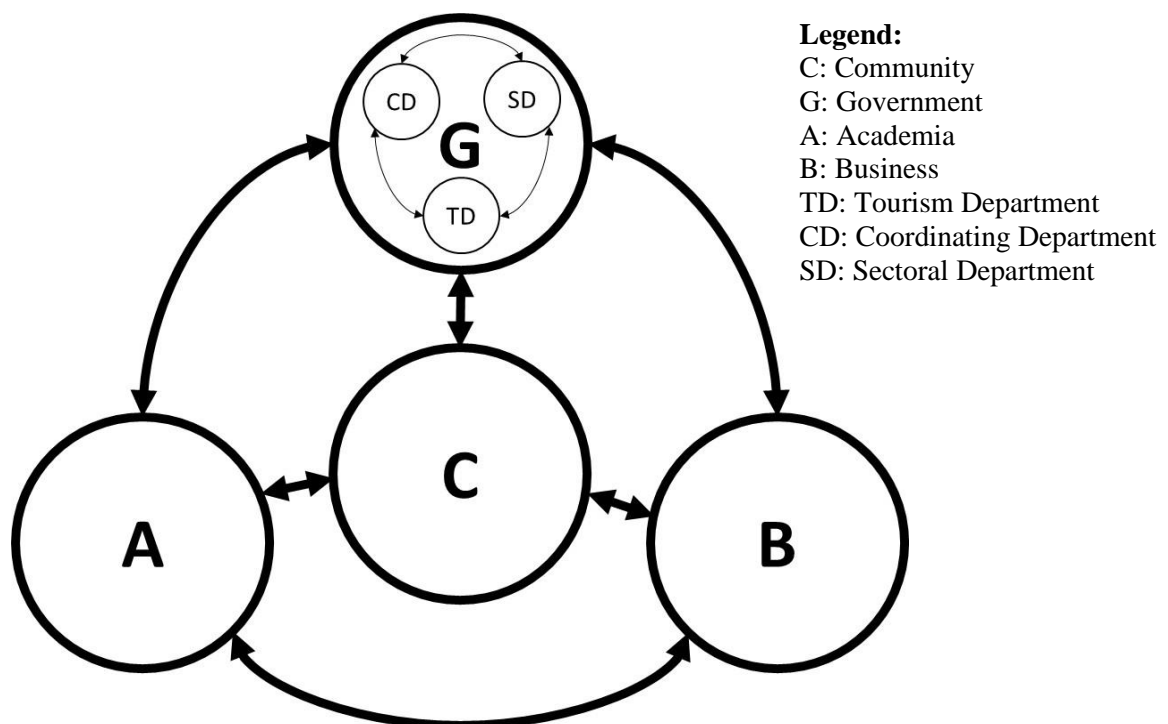 CD
SD
G
TD
C
A
B
Legend:
C: Community
G: Government
A: Academia
B: Business
TD: Tourism Department
CD: Coordinating Department
SD: Sectoral Department